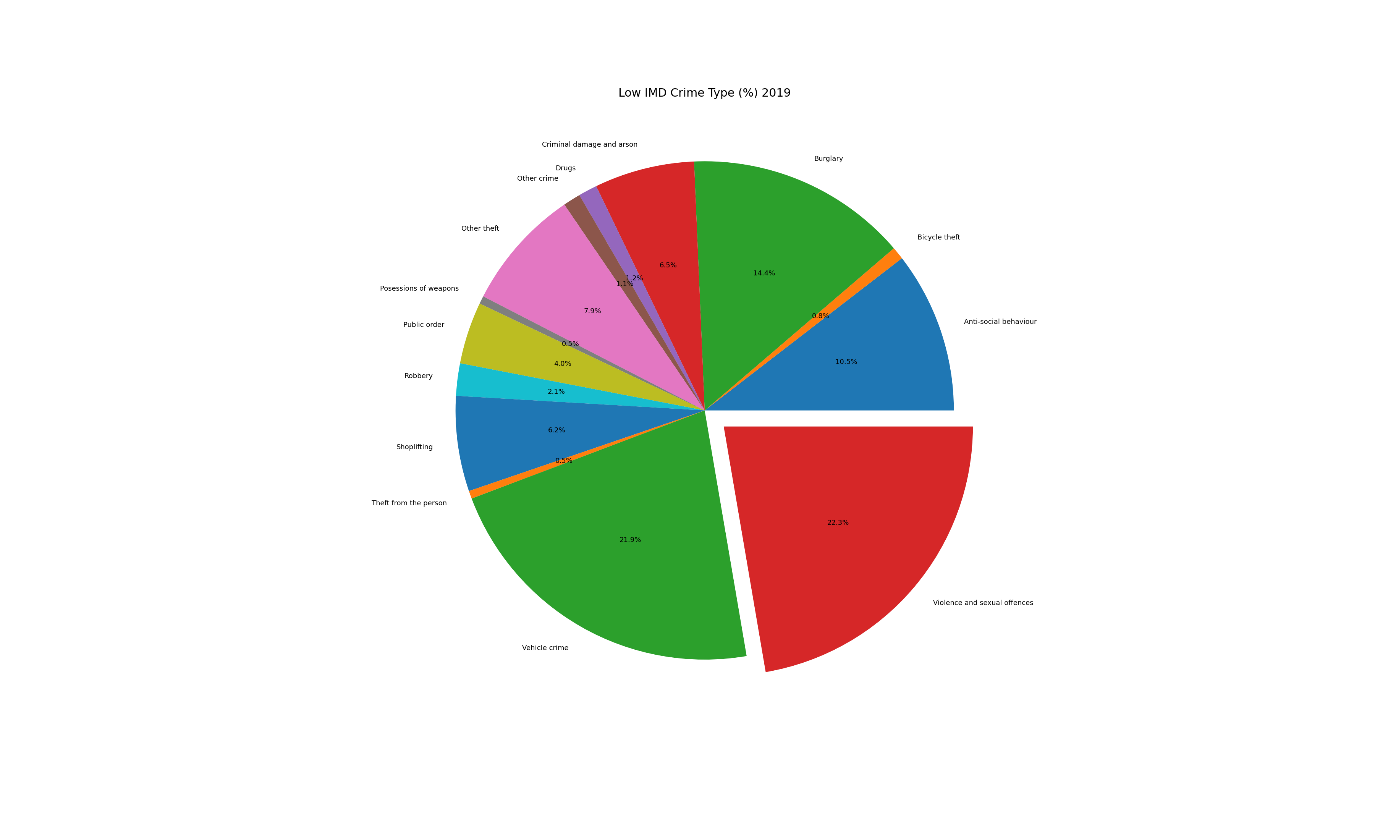 Low IMD Crime Type (%) 2019
Criminal damage and arson
Burglary
Drugs
Other crime
Other theft
Bicycle theft
Posessions of weapons
Anti-social behaviour
Public order
Robbery
Shoplifting
Theft from the person
Vehicle crime
Violence and sexual offences
6.5%
14.4%
1.2%
1.1%
7.9%
0.8%
0.5%
10.5%
4.0%
2.1%
6.2%
0.5%
21.9%
22.3%